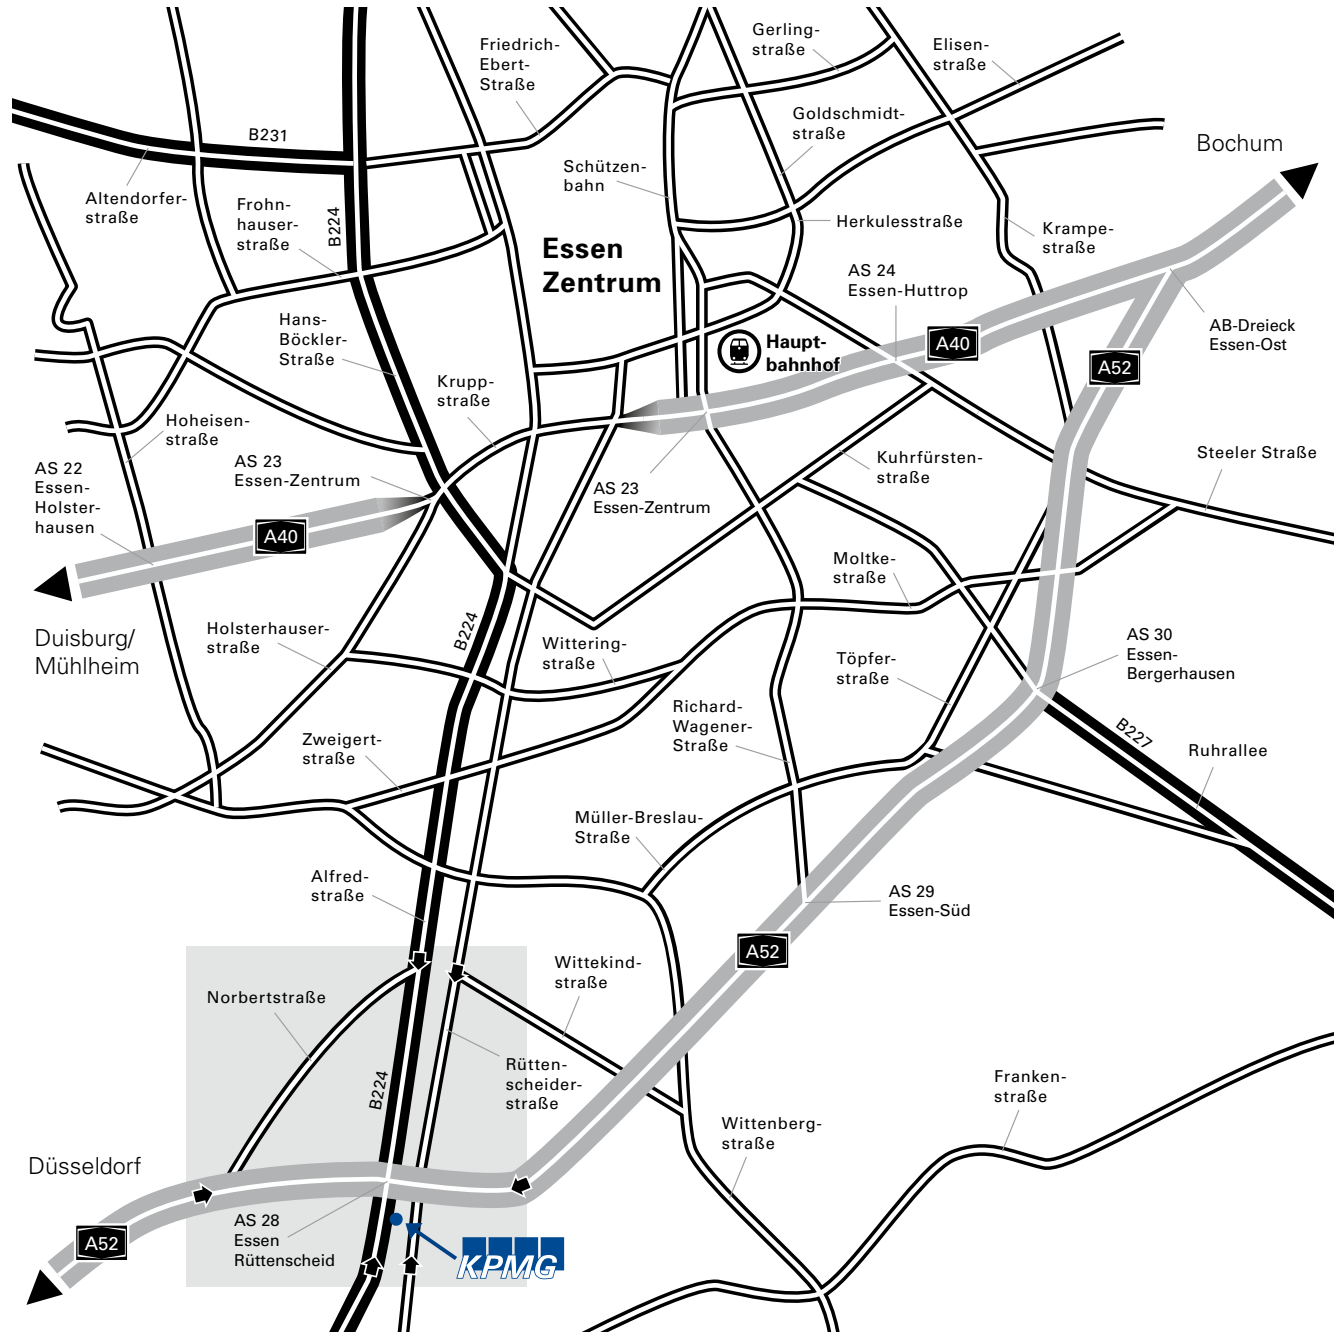 Friedrich-
Ebert-
Straße
Gerling-
straße
Elisen-
straße
B231
Goldschmidt-
straße
Bochum
Schützen-
bahn
Altendorfer-
straße
Frohn-
hauser-
straße
B224
Herkulesstraße
Krampe-
straße
Essen
Zentrum
AS 24
Essen-Huttrop
Hans-
Böckler-
Straße
AB-Dreieck
Essen-Ost
Haupt-
bahnhof
A40
A52
Krupp-
straße
Hoheisen-
straße
AS 22
Essen-
Holster-
hausen
AS 23
Essen-Zentrum
AS 23
Essen-Zentrum
Kuhrfürsten-
straße
Steeler Straße
A40
Moltke-
straße
Duisburg/
Mühlheim
Holsterhauser-
straße
B224
Wittering-
straße
Töpfer-
straße
AS 30
Essen-
Bergerhausen
Richard-
Wagener-
Straße
Zweigert-
straße
B227
Ruhrallee
Müller-Breslau-
Straße
Alfred-
straße
AS 29
Essen-Süd
A52
Wittekind-
straße
Norbertstraße
Rütten-
scheider-
straße
B224
Franken-
straße
Wittenberg-
straße
Düsseldorf
AS 28
Essen
Rüttenscheid
A52
KPMG